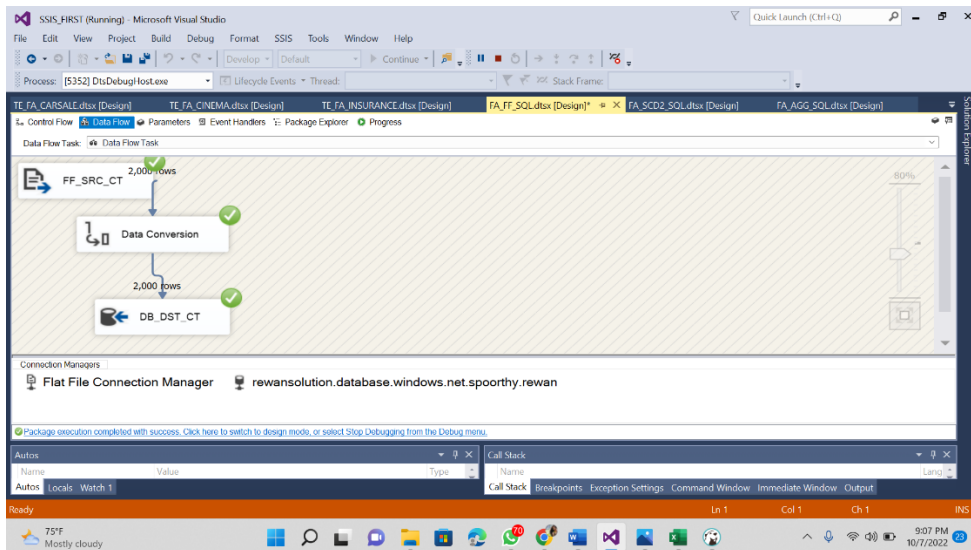 SSIS_FIRST (Running) - Microsoft Visual Studio
Quick Launch (Ctrl+Q)
File Edit View Project Build Debug Format SSIS Tools Window Help
Develop Default Continue
Process: [5352] DtsDebugHost.exe Lifecycle Events Thread: Stack Frame:
TE_FA_CARSALE.dtsx [Design] TE_FA_CINEMA.dtsx [Design] TE_FA_INSURANCE.dtsx [Design] FA_FF_SQL.dtsx [Design]* FA_SCD2_SQL.dtsx [Design] FA_AGG_SQL.dtsx [Design]
Solution Explorer
Control Flow Data Flow Parameters Event Handlers Package Explorer Progress
Data Flow Task: Data Flow Task
2,000 rows
FF_SRC_CT
80%
Data Conversion
2,000 rows
DB_DST_CT
Connection Managers
Flat File Connection Manager rewansolution.database.windows.net.spoorthy.rewan
Package execution completed with success. Click here to switch to design mode, or select Stop Debugging from the Debug menu.
Autos Call Stack
Name Value Type Name Lang
Autos Locals Watch 1 Call Stack Breakpoints Exception Settings Command Window Immediate Window Output
Ready Ln 1 Col 1 Ch 1 INS
75°F
Mostly cloudy
70
9:07 PM
10/7/2022
23